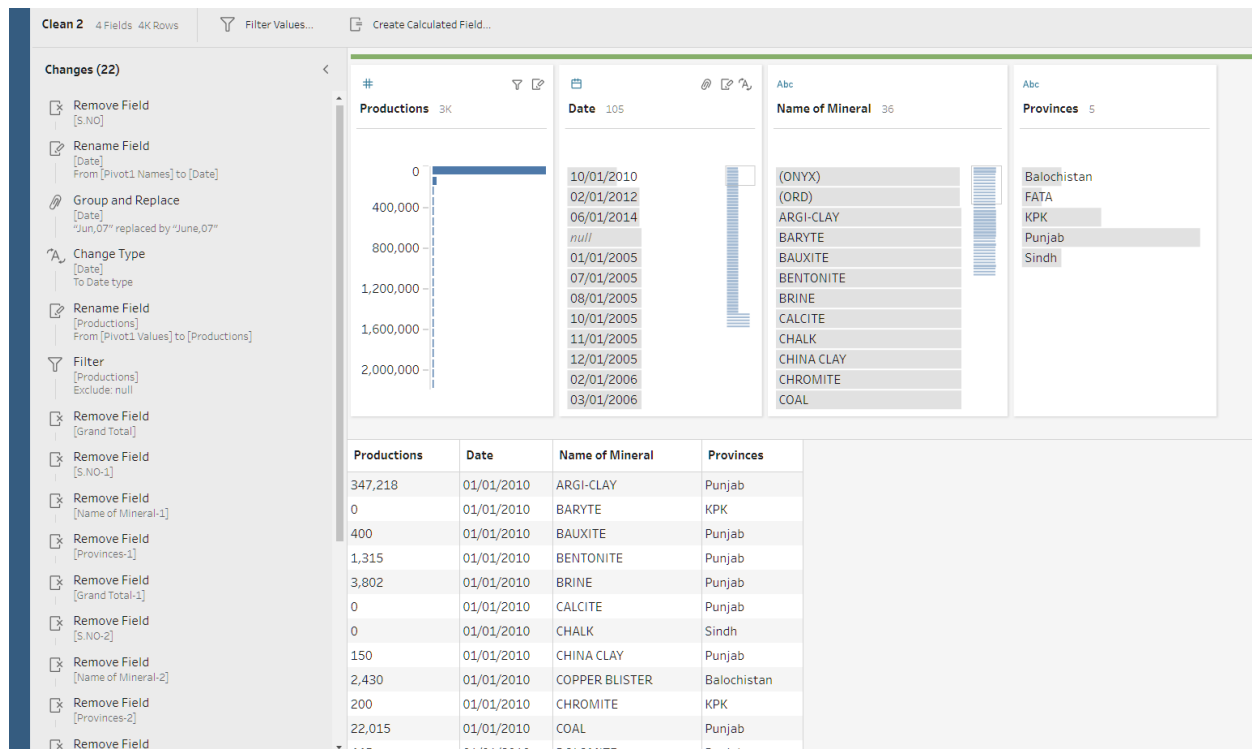 Clean 2 4 Fields 4K Rows Filter Values... Create Calculated Field...
Changes (22)
Remove Field
[S.NO]
Rename Field
[Date]
From [Pivot1 Names] to [Date]
Group and Replace
[Date]
"Jun,07" replaced by "June,07"
Change Type
[Date]
To Date type
Rename Field
[Productions]
From [Pivot1 Values] to [Productions]
Filter
[Productions]
Exclude: null
Remove Field
[Grand Total]
Remove Field
[S.NO-1]
Remove Field
[Name of Mineral-1]
Remove Field
[Provinces-1]
Remove Field
[Grand Total-1]
Remove Field
[S.NO-2]
Remove Field
[Name of Mineral-2]
Remove Field
[Provinces-2]
Remove Field
#
Productions 3K
0
400,000
800,000
1,200,000
1,600,000
2,000,000
Date 105
10/01/2010
02/01/2012
06/01/2014
null
01/01/2005
07/01/2005
08/01/2005
10/01/2005
11/01/2005
12/01/2005
02/01/2006
03/01/2006
Abc
Name of Mineral 36
(ONYX)
(ORD)
ARGI-CLAY
BARYTE
BAUXITE
BENTONITE
BRINE
CALCITE
CHALK
CHINA CLAY
CHROMITE
COAL
Abc
Provinces 5
Balochistan
FATA
KPK
Punjab
Sindh
Productions Date Name of Mineral Provinces
347,218 01/01/2010 ARGI-CLAY Punjab
0 01/01/2010 BARYTE KPK
400 01/01/2010 BAUXITE Punjab
1,315 01/01/2010 BENTONITE Punjab
3,802 01/01/2010 BRINE Punjab
0 01/01/2010 CALCITE Punjab
0 01/01/2010 CHALK Sindh
150 01/01/2010 CHINA CLAY Punjab
2,430 01/01/2010 COPPER BLISTER Balochistan
200 01/01/2010 CHROMITE KPK
22,015 01/01/2010 COAL Punjab